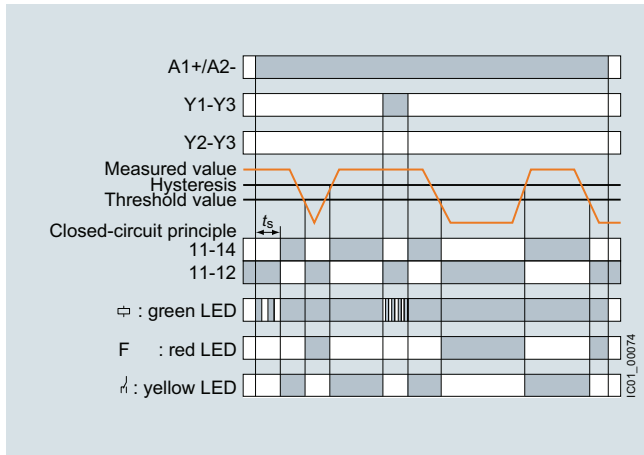 A1+/A2-
Y1-Y3
Y2-Y3
Measured value
Hysteresis
Threshold value
ts
Closed-circuit principle
11-14
11-12
: green LED
F : red LED
: yellow LED
IC01_00074